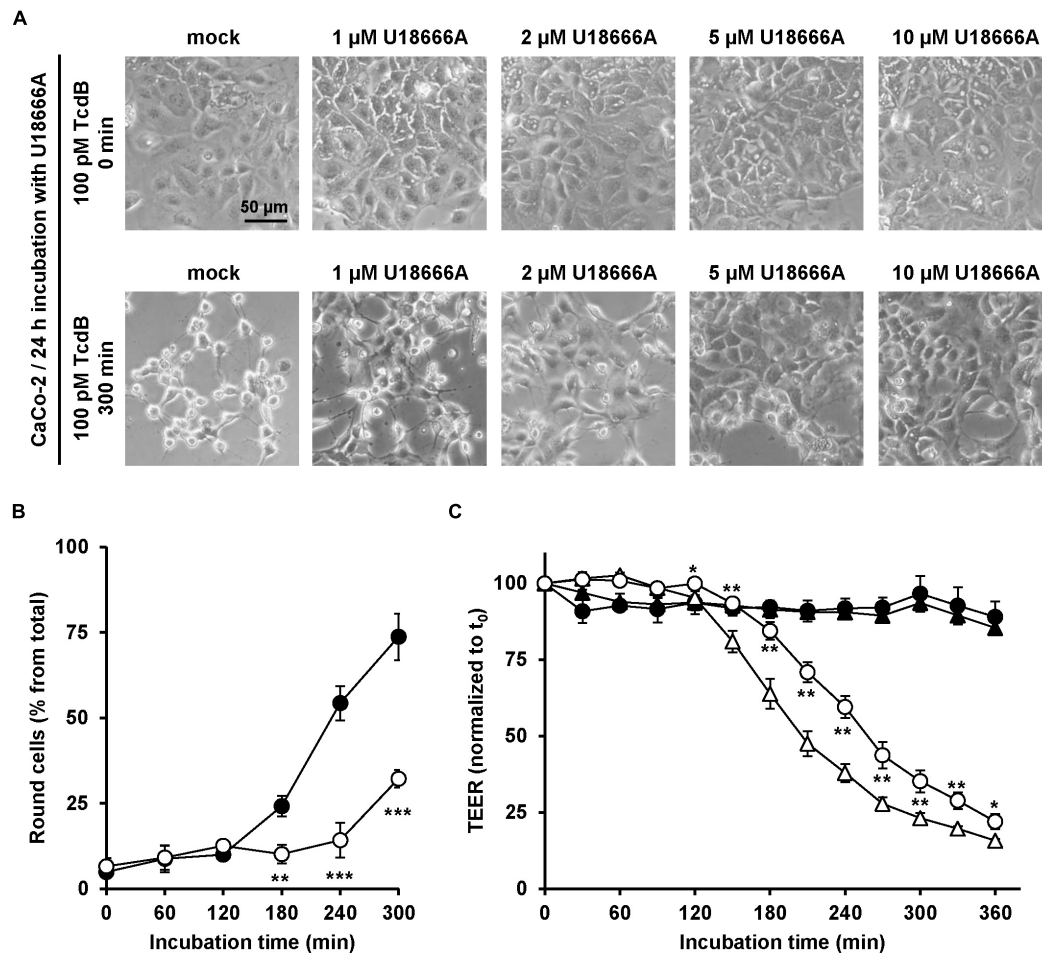 A
mock 1 µM U18666A 2 µM U18666A 5 µM U18666A 10 µM U18666A
CaCo-2 / 24 h incubation with U18666A
100 pM TcdB
0 min
50 µm
mock 1 µM U18666A 2 µM U18666A 5 µM U18666A 10 µM U18666A
100 pM TcdB
300 min
B
Round cells (% from total)
100
75
50
25
0
** *** ***
0 60 120 180 240 300
Incubation time (min)
C
TEER (normalized to t0)
100
75
50
25
0
* ** ** ** ** ** ** ** *
0 60 120 180 240 300 360
Incubation time (min)